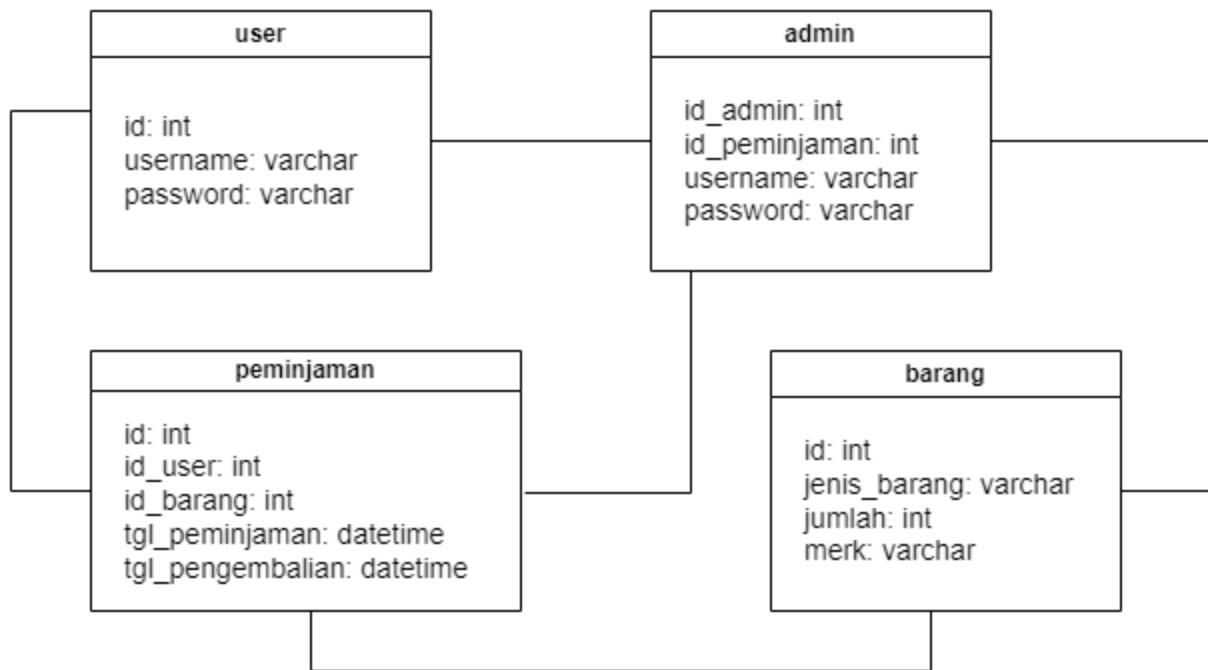 user
id: int
username: varchar
password: varchar
admin
id_admin: int
id_peminjaman: int
username: varchar
password: varchar
peminjaman
id: int
id_user: int
id_barang: int
tgl_peminjaman: datetime
tgl_pengembalian: datetime
barang
id: int
jenis_barang: varchar
jumlah: int
merk: varchar